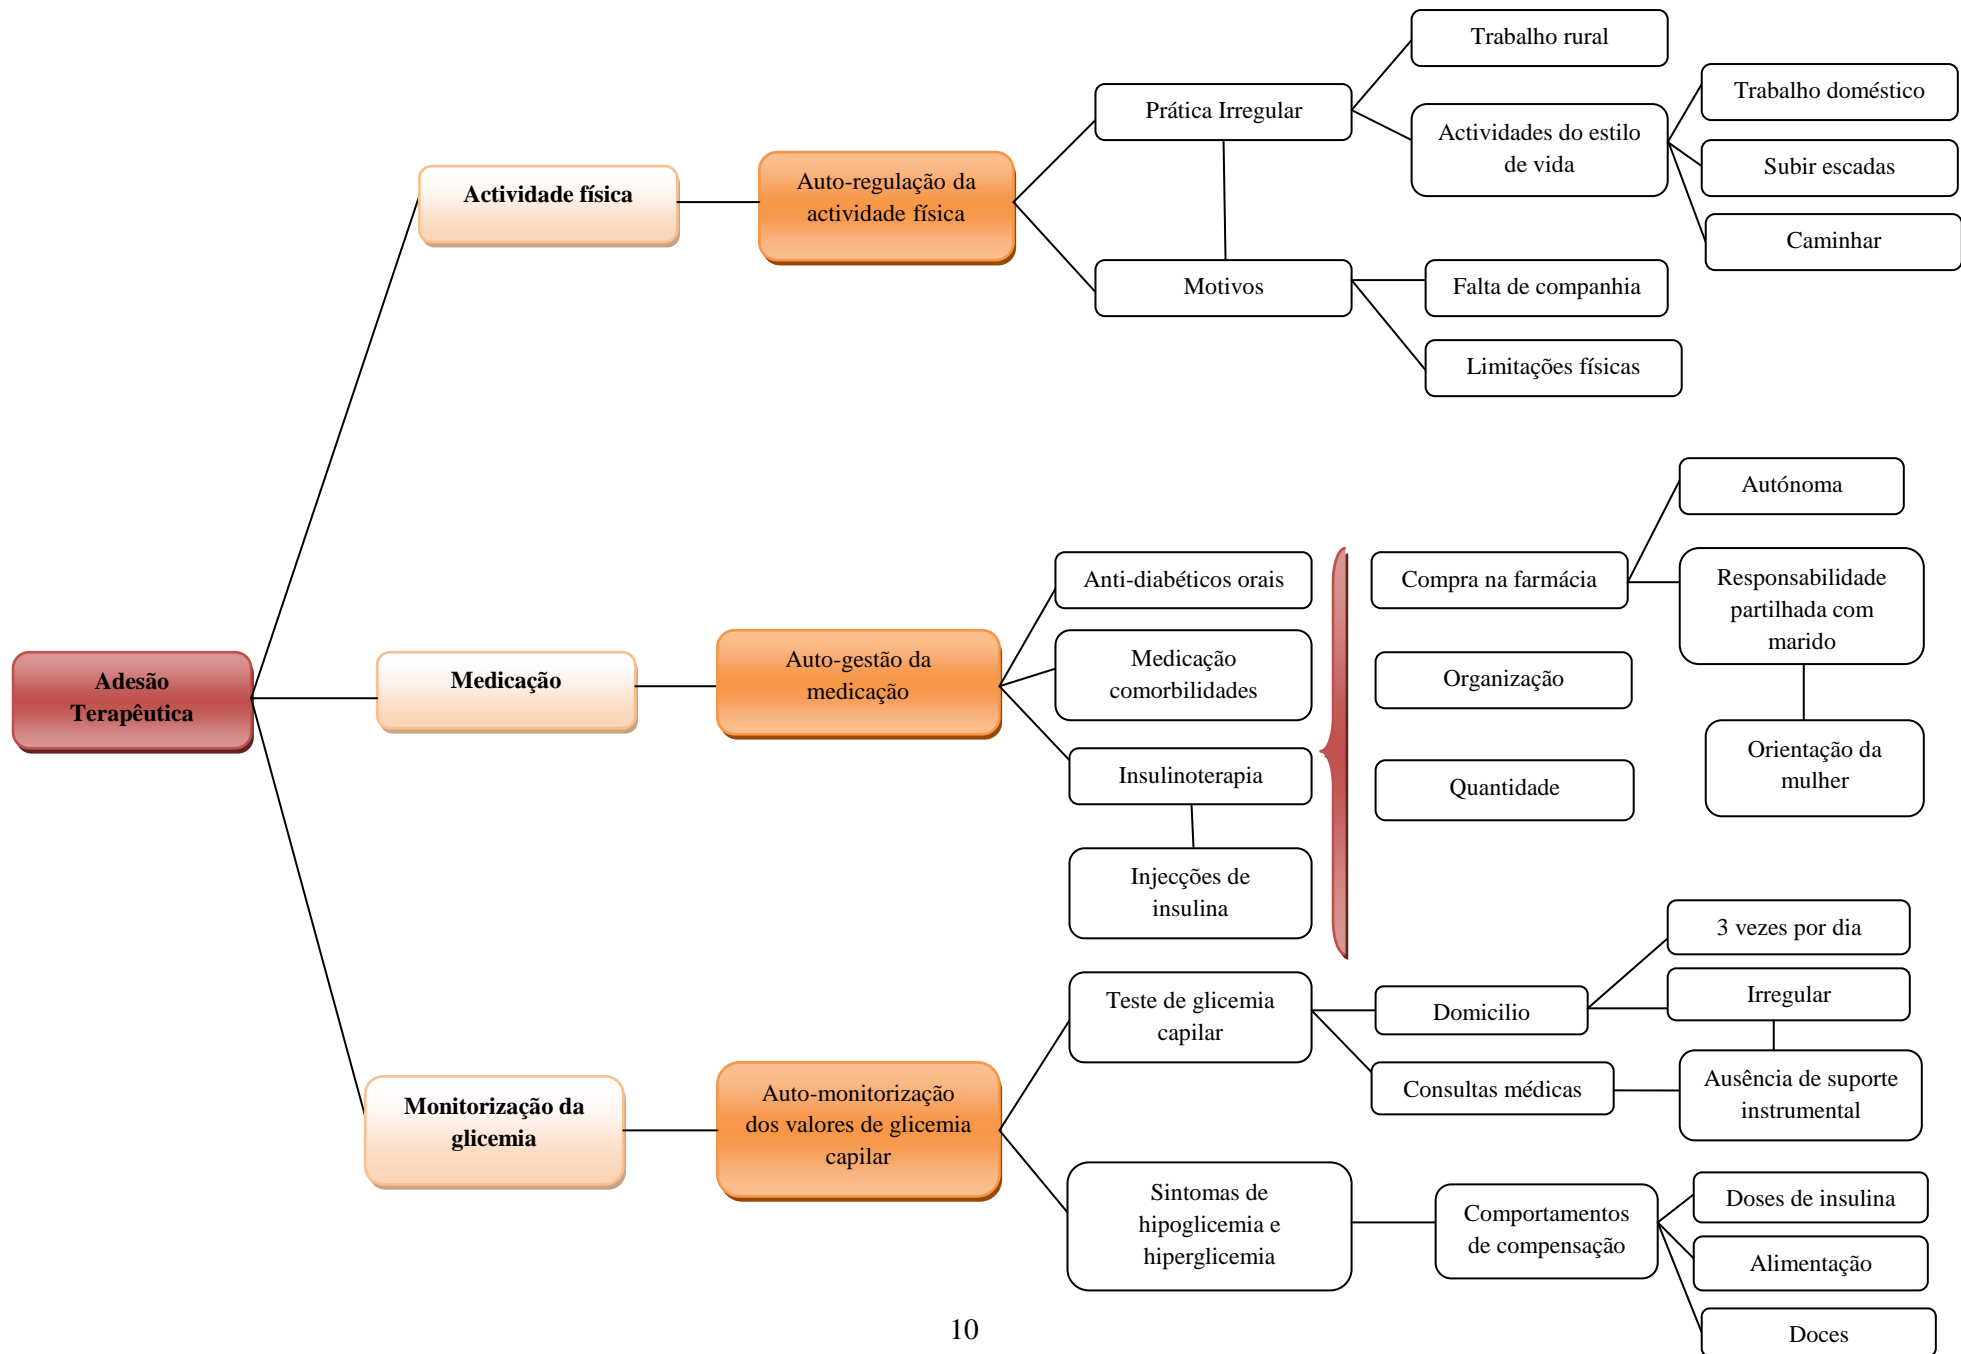 Trabalho rural
Prática Irregular
Trabalho doméstico
Actividades do estilo
de vida
Subir escadas
Actividade física
Auto-regulação da
actividade física
Caminhar
Motivos
Falta de companhia
Limitações físicas
Autónoma
Anti-diabéticos orais
Compra na farmácia
Responsabilidade
partilhada com
marido
Adesão
Terapêutica
Medicação
Auto-gestão da
medicação
Medicação
comorbilidades
Organização
Insulinoterapia
Quantidade
Orientação da
mulher
Injecções de
insulina
3 vezes por dia
Teste de glicemia
capilar
Domicilio
Irregular
Consultas médicas
Ausência de suporte
instrumental
Monitorização da
glicemia
Auto-monitorização
dos valores de glicemia
capilar
Sintomas de
hipoglicemia e
hiperglicemia
Comportamentos
de compensação
Doses de insulina
Alimentação
Doces
10